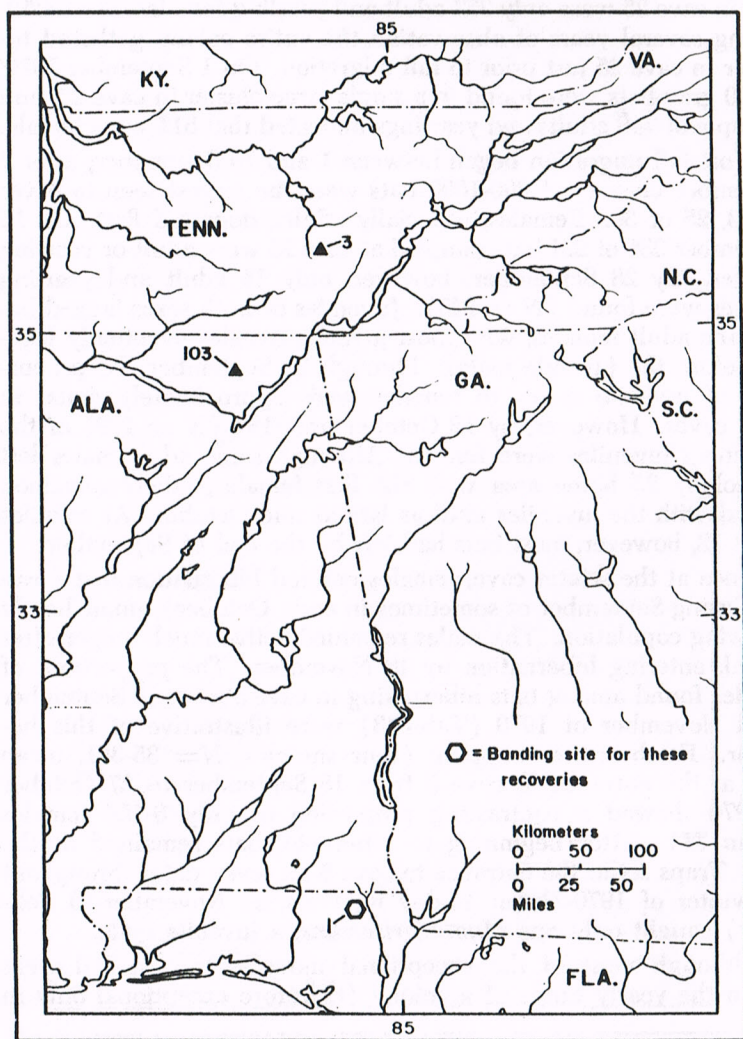 85
KY.
VA.
TENN.
3
N.C.
35
35
103
GA.
ALA.
S.C.
33
33
= Banding site for these
recoveries
Kilometers
0 50 100
0 25 50
Miles
1
FLA.
85